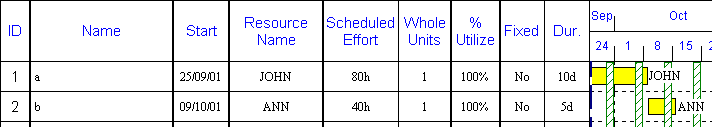 ID Name Start Resource Name Scheduled Effort Whole Units % Utilize Fixed Dur. Sep Oct
24 1 8 15 2
1 a 25/09/01 JOHN 80h 1 100% No 10d JOHN
2 b 09/10/01 ANN 40h 1 100% No 5d ANN